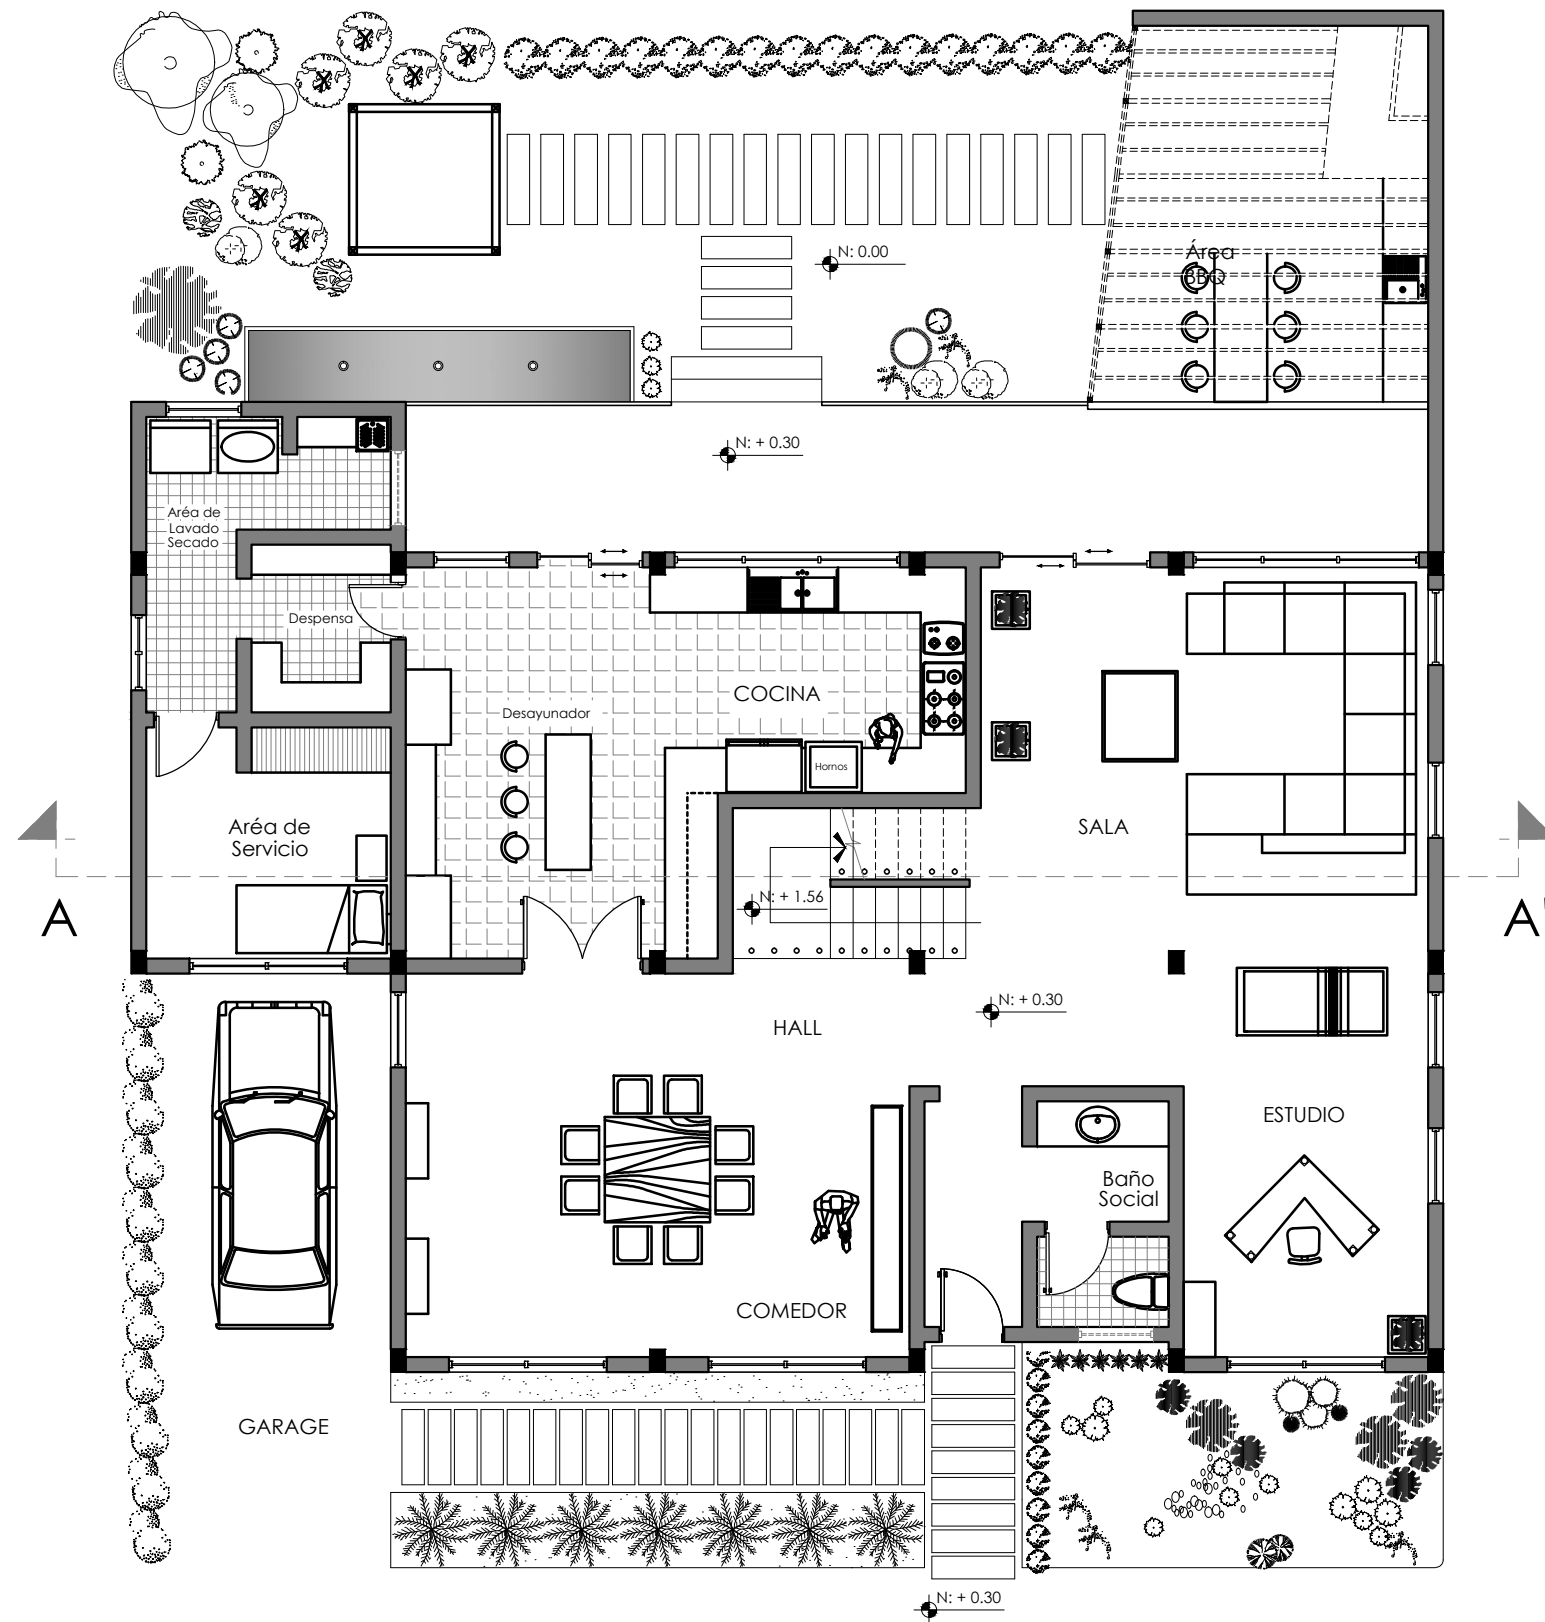 N: 0.00
Área
BBQ
N: + 0.30
Aréa de
Lavado
Secado
Despensa
COCINA
Desayunador
Hornos
Aréa de
Servicio
SALA
N: + 1.56
A
A'
N: + 0.30
HALL
ESTUDIO
Baño
Social
COMEDOR
GARAGE
N: + 0.30